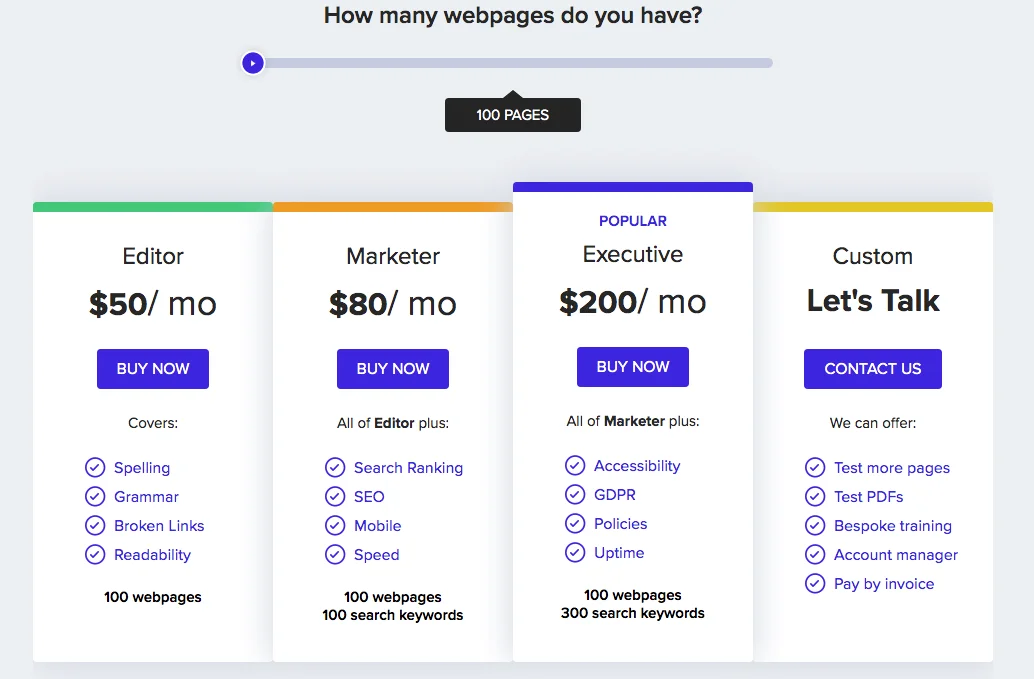 How many webpages do you have?
100 PAGES
Editor
$50/ mo
BUY NOW
Covers:
Spelling
Grammar
Broken Links
Readability
100 webpages
Marketer
$80/ mo
BUY NOW
All of Editor plus:
Search Ranking
SEO
Mobile
Speed
100 webpages
100 search keywords
POPULAR
Executive
$200/ mo
BUY NOW
All of Marketer plus:
Accessibility
GDPR
Policies
Uptime
100 webpages
300 search keywords
Custom
Let's Talk
CONTACT US
We can offer:
Test more pages
Test PDFs
Bespoke training
Account manager
Pay by invoice